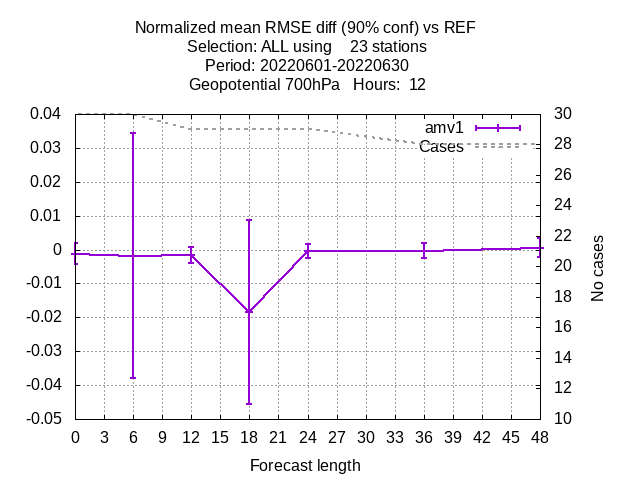 Normalized mean RMSE diff (90% conf) vs REF
Selection: ALL using    23 stations
Period: 20220601-20220630
Geopotential 700hPa   Hours:  12
0.04
0.03
0.02
0.01
0
-0.01
-0.02
-0.03
-0.04
-0.05
amv1
Cases
30
28
26
24
22
20
18
16
14
12
10
No cases
0 3 6 9 12 15 18 21 24 27 30 33 36 39 42 45 48
Forecast length